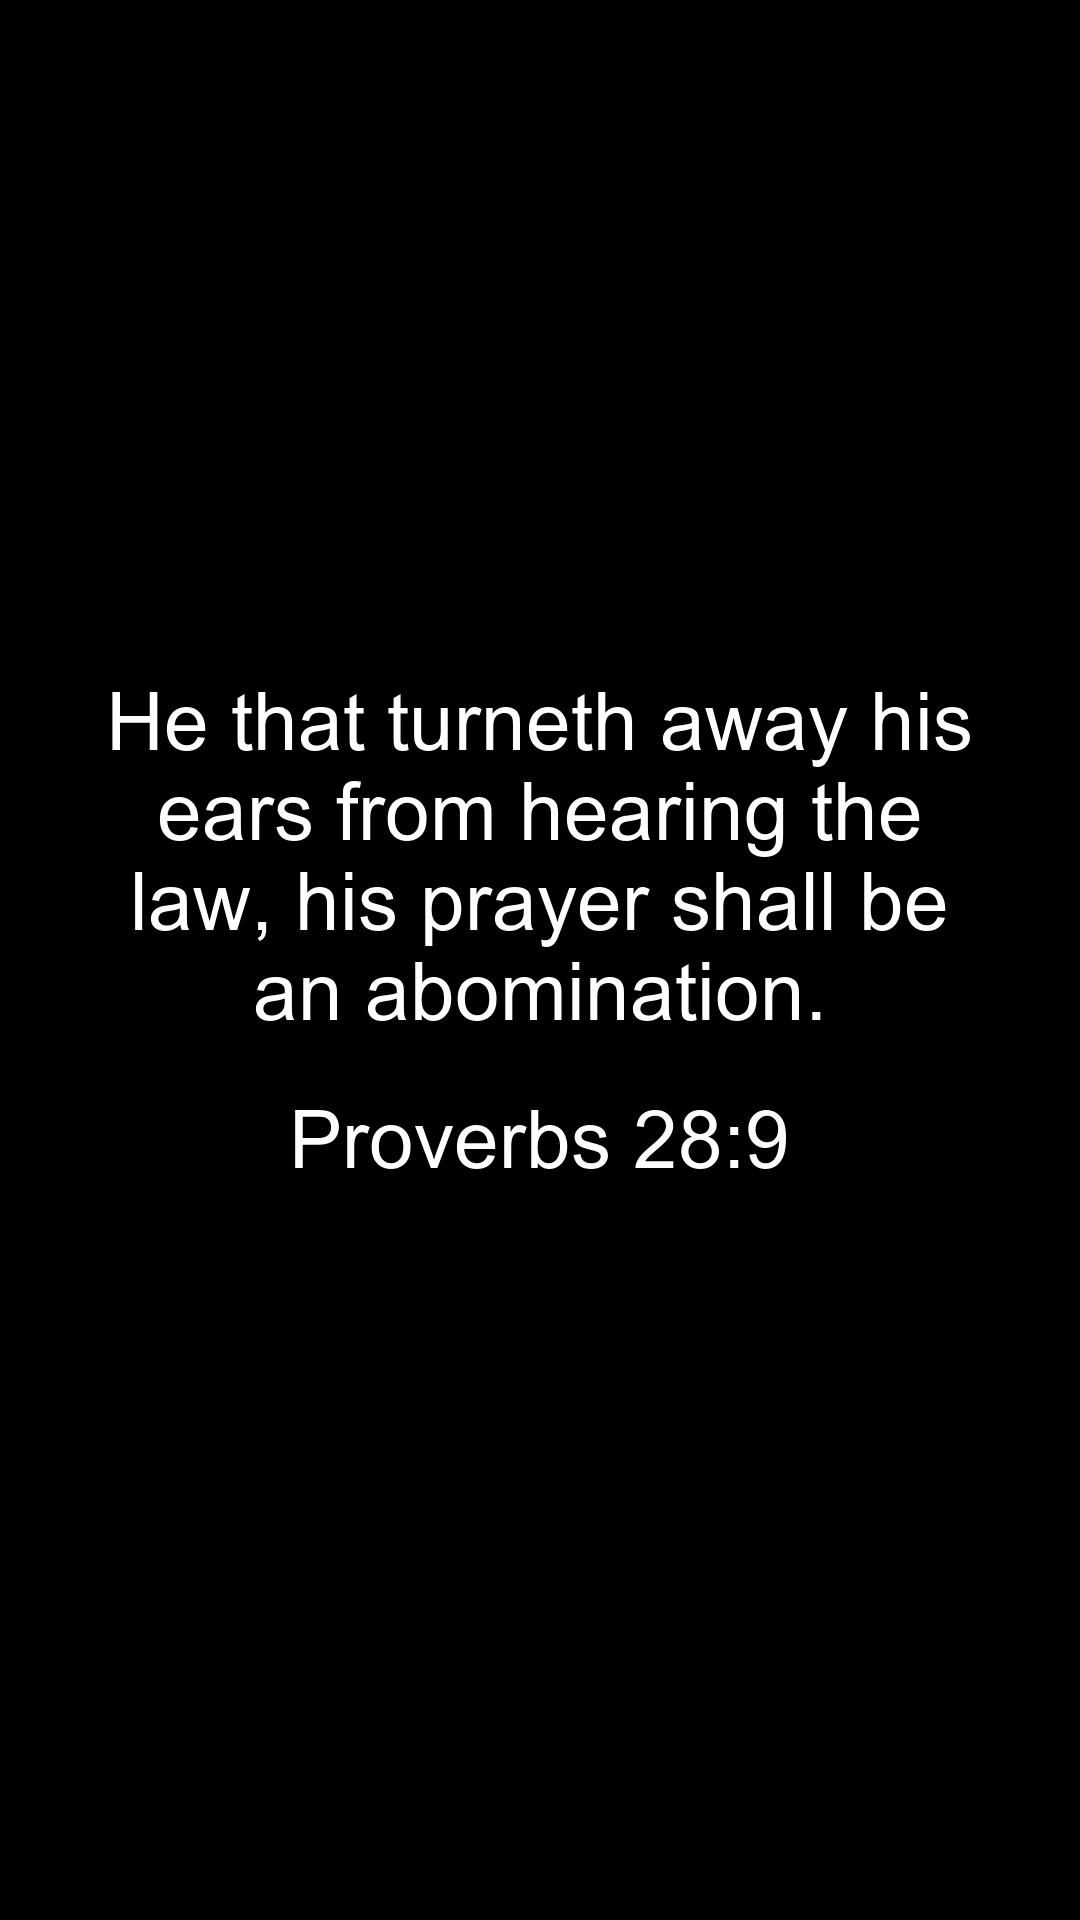 He that turneth away his
ears from hearing the
law, his prayer shall be
an abomination.
Proverbs 28:9